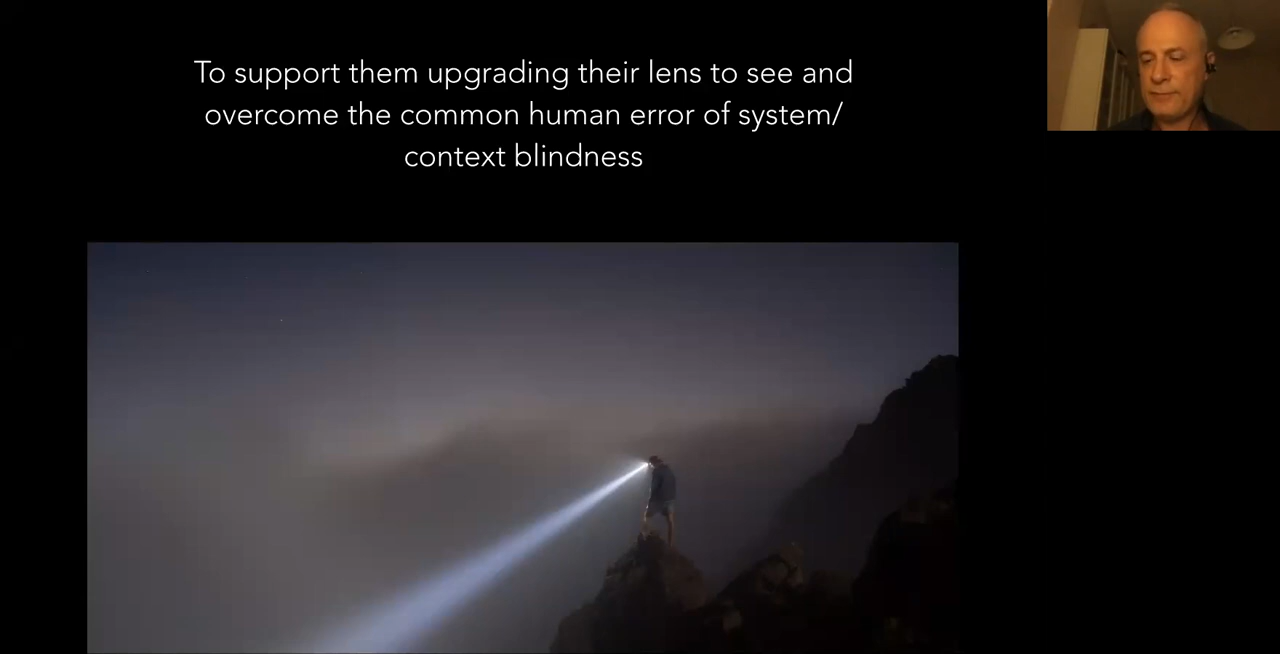 To support them upgrading their lens to see and
overcome the common human error of system/
context blindness